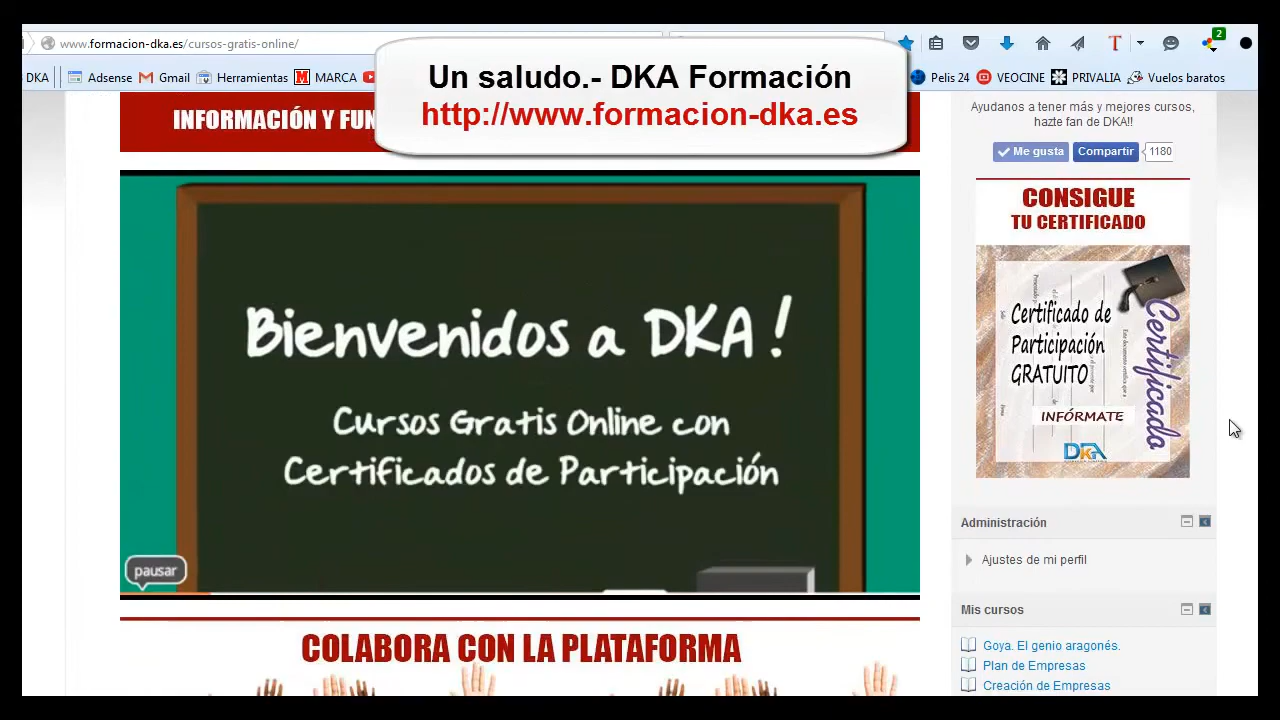 www.formacion-dka.es/cursos-gratis-online/
2
DKA
Adsense
Gmail
Herramientas
MARCA
Pelis 24
VEOCINE
PRIVALIA
Vuelos baratos
Un saludo.- DKA Formación
http://www.formacion-dka.es
INFORMACIÓN Y FUN
Ayudanos a tener más y mejores cursos,
hazte fan de DKA!!
Me gusta
Compartir
1180
Bienvenidos a DKA !
Cursos Gratis Online con
Certificados de Participación
pausar
COLABORA CON LA PLATAFORMA
CONSIGUE
TU CERTIFICADO
Certificado de
Participación
GRATUITO
Certificado
INFÓRMATE
DKA
Administración
Ajustes de mi perfil
Mis cursos
Goya. El genio aragonés.
Plan de Empresas
Creación de Empresas